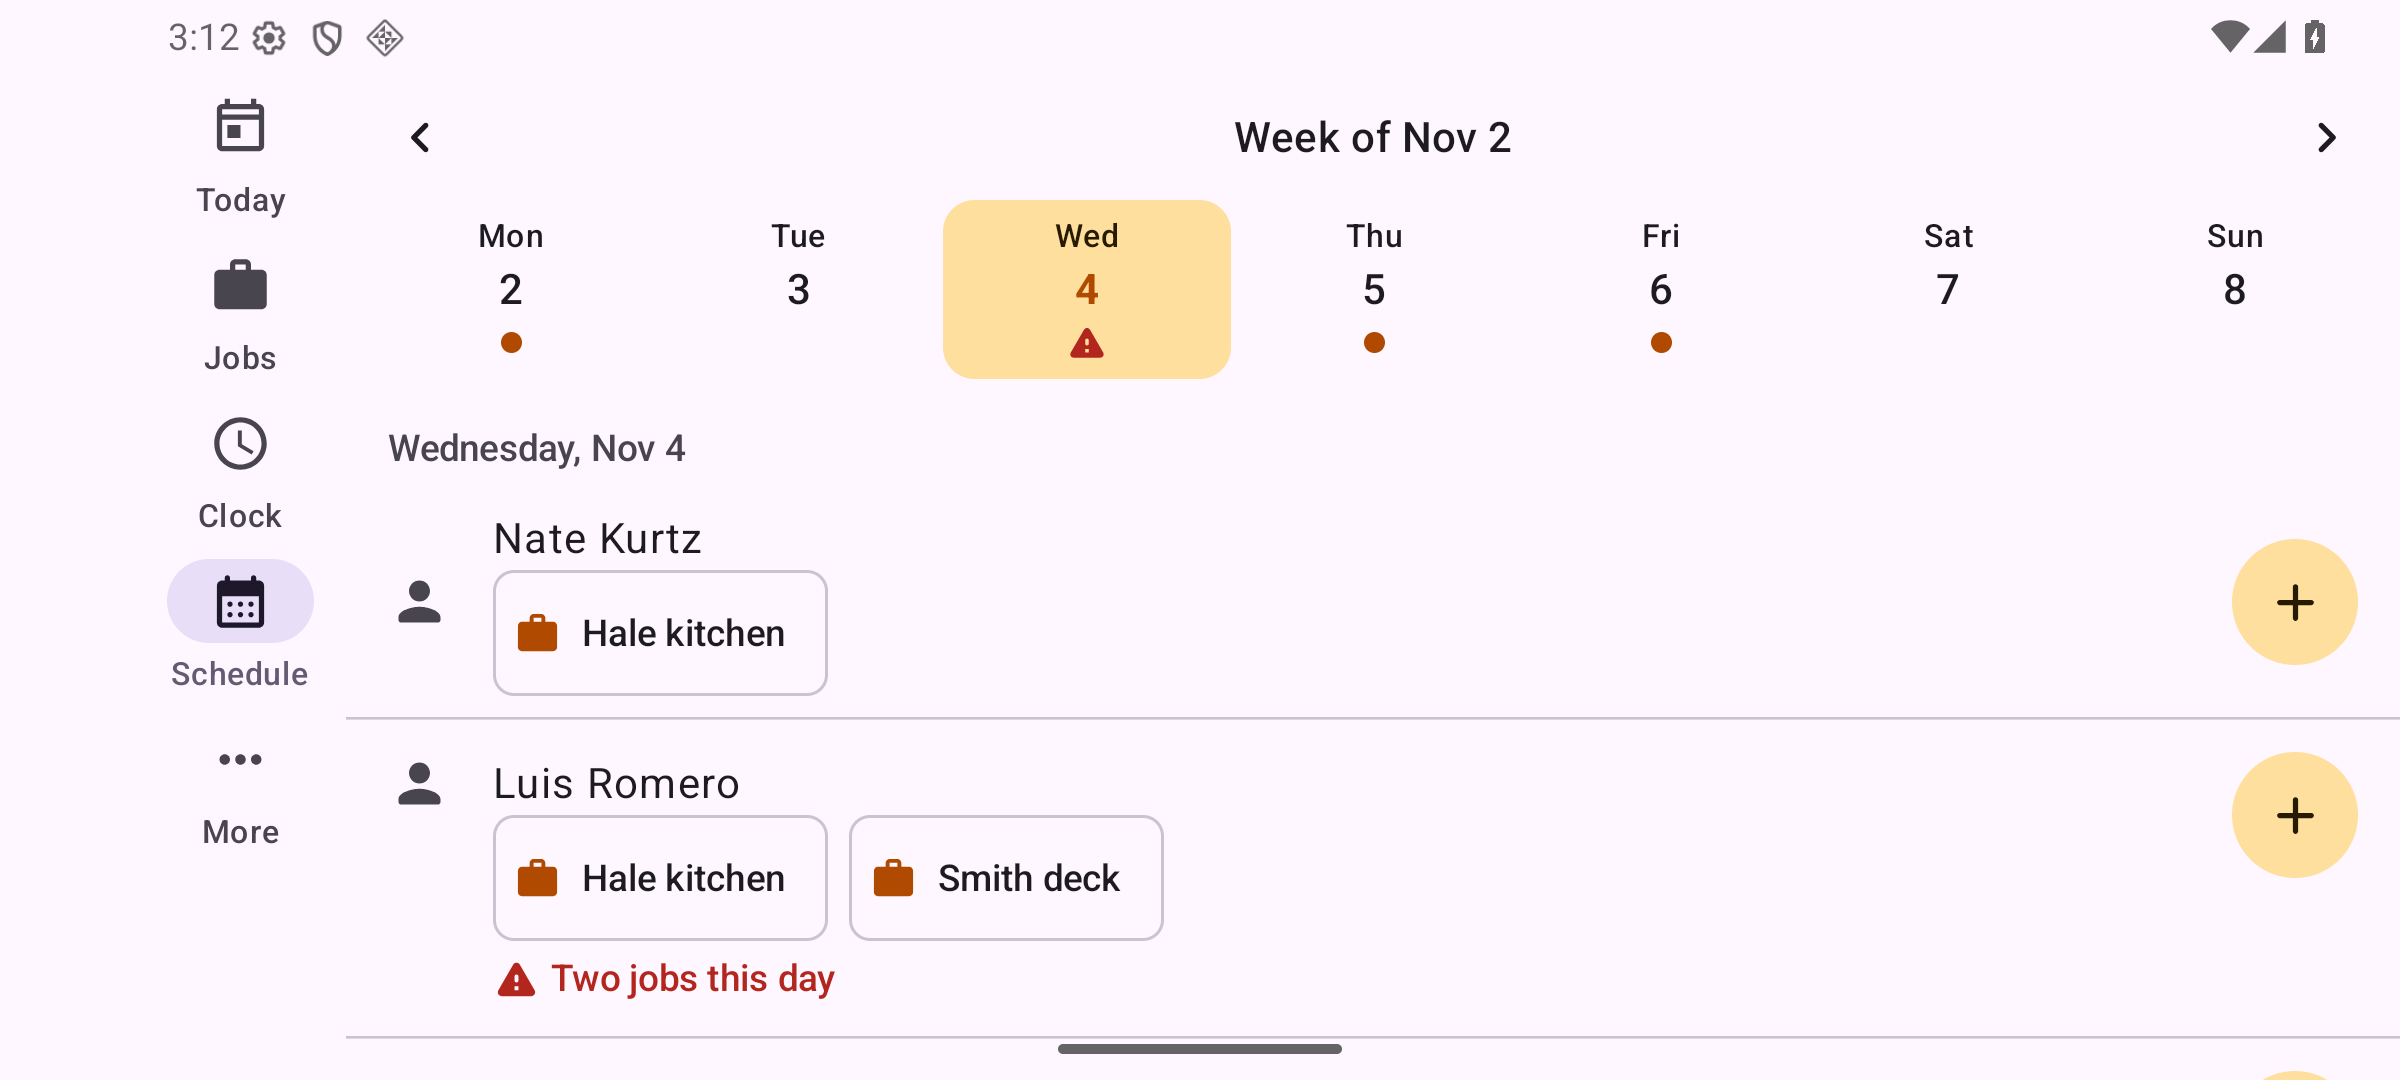 3:12
Today
Jobs
Clock
Schedule
More
Week of Nov 2
Mon Tue Wed Thu Fri Sat Sun
2 3 4 5 6 7 8
Wednesday, Nov 4
Nate Kurtz
Hale kitchen
Luis Romero
Hale kitchen Smith deck
Two jobs this day